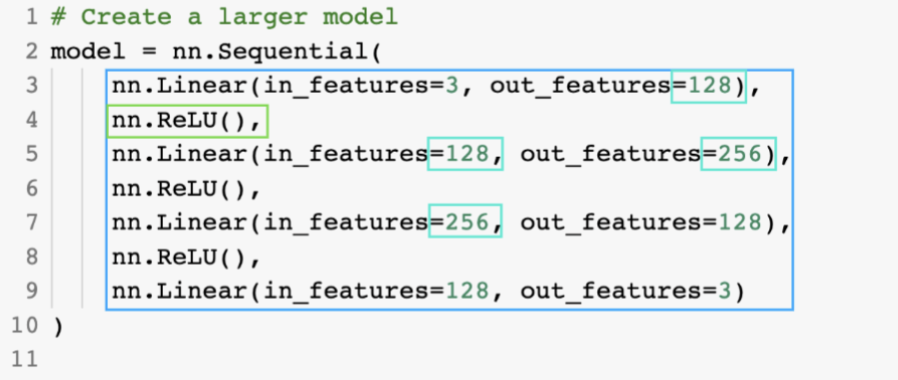 1 # Create a larger model
2 model = nn.Sequential(
3 nn.Linear(in_features=3, out_features=128),
4 nn.ReLU(),
5 nn.Linear(in_features=128, out_features=256),
6 nn.ReLU(),
7 nn.Linear(in_features=256, out_features=128),
8 nn.ReLU(),
9 nn.Linear(in_features=128, out_features=3)
10 )
11